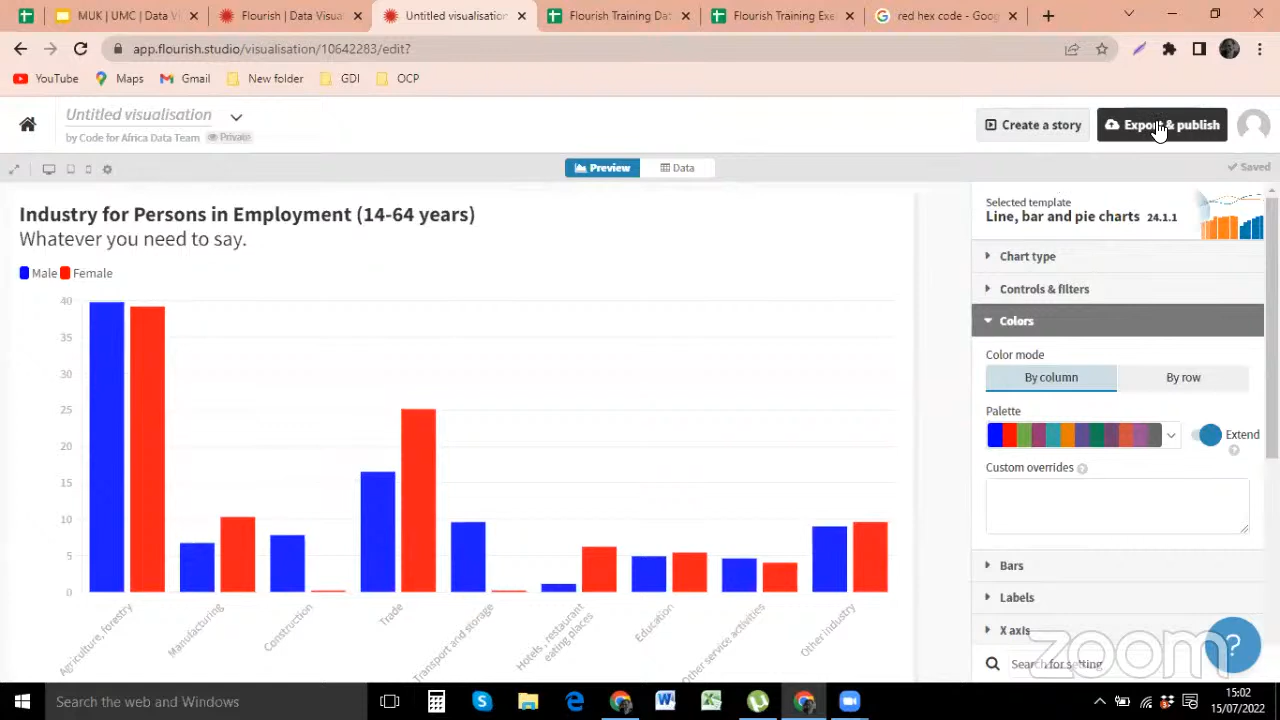 MUK | UMC | Data V
Flourish | Data Visua
Untitled visualisation
Flourish Training Dat
Flourish Training Exe
red hex code - Goog
app.flourish.studio/visualisation/10642283/edit?
YouTube
Maps
Gmail
New folder
GDI
OCP
Untitled visualisation
by Code for Africa Data Team
Private
Create a story
Export & publish
Preview
Data
Saved
Industry for Persons in Employment (14-64 years)
Whatever you need to say.
Male
Female
40
35
30
25
20
15
10
5
0
Agriculture, forestry
Manufacturing
Construction
Trade
Transport and storage
Hotels, restaurant
eating places
Education
Other service activities
Other industry
Selected template
Line, bar and pie charts 24.1.1
Chart type
Controls & filters
Colors
Color mode
By column
By row
Palette
Extend
Custom overrides
Bars
Labels
X axis
Search for setting
zoom
Search the web and Windows
15:02
15/07/2022